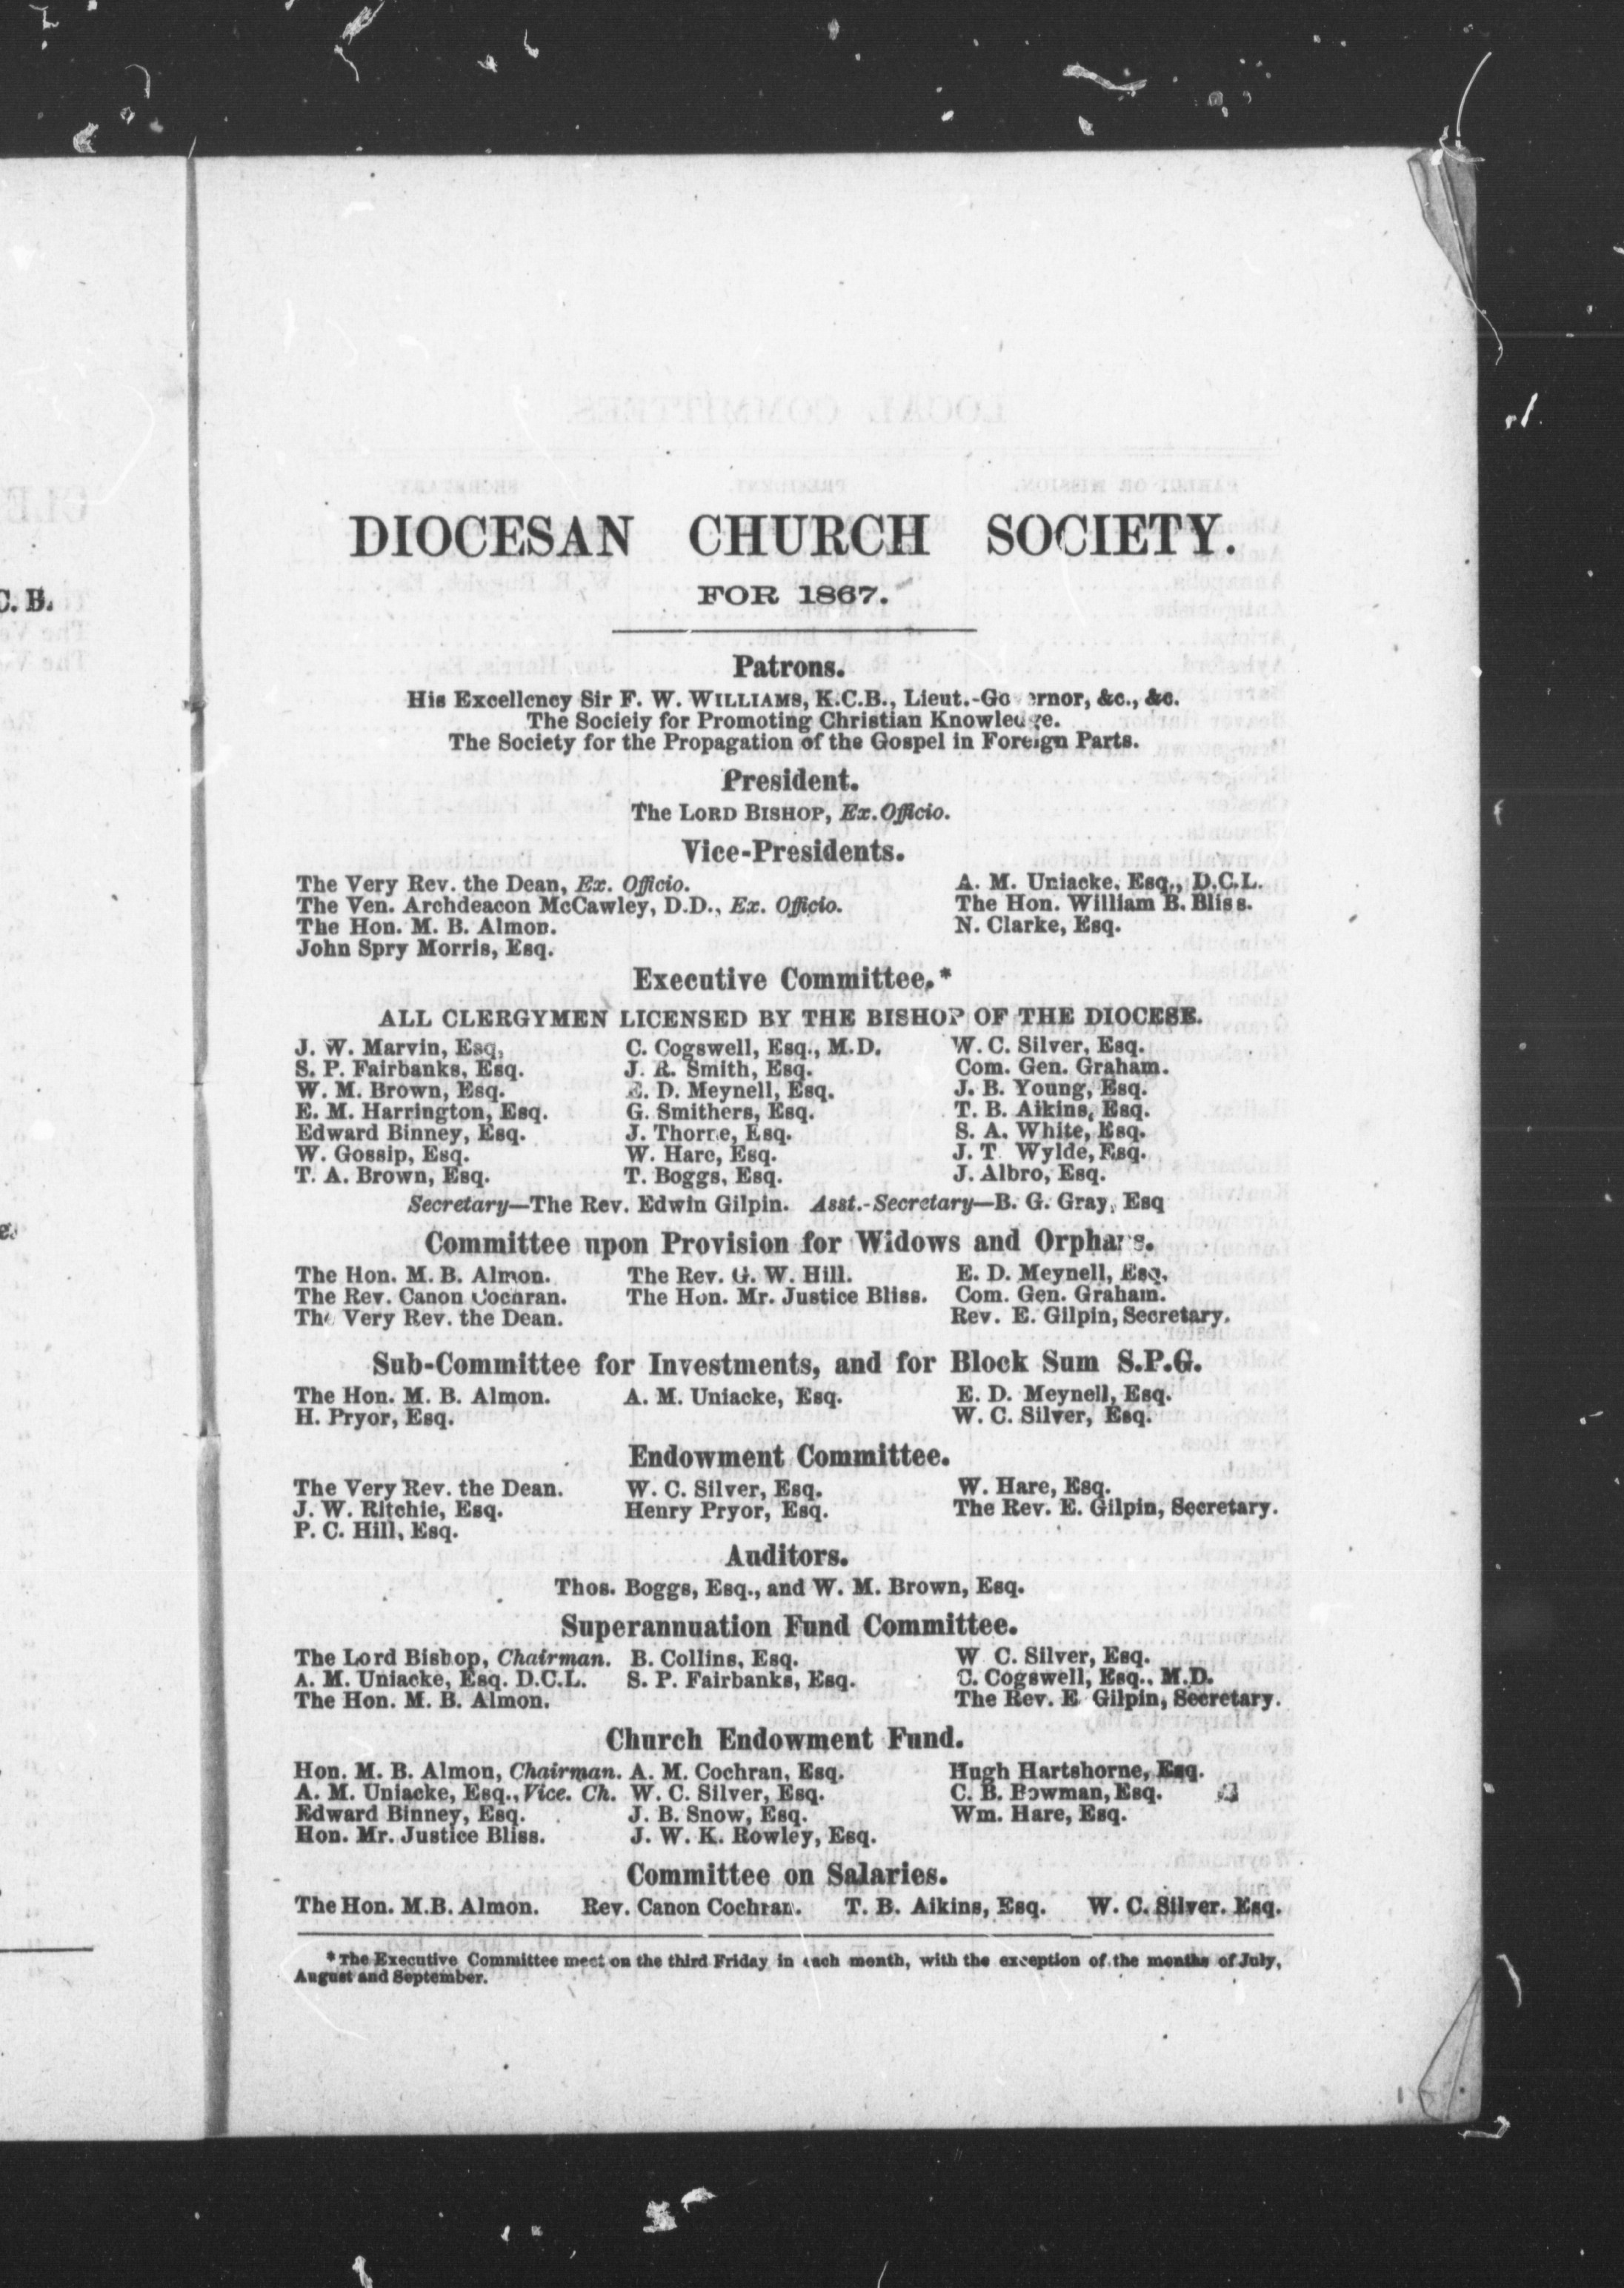 DIOCESAN CHURCH SOCIETY.
FOR 1867.
Patrons.
His Excellency Sir F. W. WILLIAMS, K.C.B., Lieut.-Governor, &c., &c.
The Socieiy for Promoting Christian Knowledge.
The Society for the Propagation of the Gospel in Foreign Parts.
President.
The LORD BISHOP, Ex. Officio.
Vice-Presidents.
The Very Rev. the Dean, Ex. Officio. A. M. Uniacke, Esq., D.C.L.
The Ven. Archdeacon McCawley, D.D., Ex. Officio. The Hon. William B. Bliss.
The Hon. M. B. Almon. N. Clarke, Esq.
John Spry Morris, Esq.
Executive Committee.*
ALL CLERGYMEN LICENSED BY THE BISHOP OF THE DIOCESE.
J. W. Marvin, Esq, C. Cogswell, Esq., M.D. W. C. Silver, Esq.
S. P. Fairbanks, Esq. J. R. Smith, Esq. Com. Gen. Graham.
W. M. Brown, Esq. E. D. Meynell, Esq. J. B. Young, Esq.
E. M. Harrington, Esq. G. Smithers, Esq. T. B. Aikins, Esq.
Edward Binney, Esq. J. Thorne, Esq. S. A. White, Esq.
W. Gossip, Esq. W. Hare, Esq. J. T Wylde, Esq.
T. A. Brown, Esq. T. Boggs, Esq. J. Albro, Esq.
Secretary—The Rev. Edwin Gilpin. Asst.-Secretary—B. G. Gray, Esq
Committee upon Provision for Widows and Orphans.
The Hon. M. B. Almon. The Rev. G. W. Hill. E. D. Meynell, Esq.
The Rev. Canon Cochran. The Hon. Mr. Justice Bliss. Com. Gen. Graham.
The Very Rev. the Dean. Rev. E. Gilpin, Secretary.
Sub-Committee for Investments, and for Block Sum S.P.G.
The Hon. M. B. Almon. A. M. Uniacke, Esq. E. D. Meynell, Esq.
H. Pryor, Esq. W. C. Silver, Esq.
Endowment Committee.
The Very Rev. the Dean. W. C. Silver, Esq. W. Hare, Esq.
J. W. Ritchie, Esq. Henry Pryor, Esq. The Rev. E. Gilpin, Secretary.
P. C. Hill, Esq.
Auditors.
Thos. Boggs, Esq., and W. M. Brown, Esq.
Superannuation Fund Committee.
The Lord Bishop, Chairman. B. Collins, Esq. W C. Silver, Esq.
A. M. Uniacke, Esq. D.C.L. S. P. Fairbanks, Esq. C. Cogswell, Esq., M.D.
The Hon. M. B. Almon. The Rev. E Gilpin, Secretary.
Church Endowment Fund.
Hon. M. B. Almon, Chairman. A. M. Cochran, Esq. Hugh Hartshorne, Esq.
A. M. Uniacke, Esq., Vice. Ch. W. C. Silver, Esq. C. B. Bowman, Esq.
Edward Binney, Esq. J. B. Snow, Esq. Wm. Hare, Esq.
Hon. Mr. Justice Bliss. J. W. K. Rowley, Esq.
Committee on Salaries.
The Hon. M.B. Almon. Rev. Canon Cochran. T. B. Aikins, Esq. W. C. Silver. Esq.
* The Executive Committee meet on the third Friday in each month, with the exception of the months of July,
August and September.